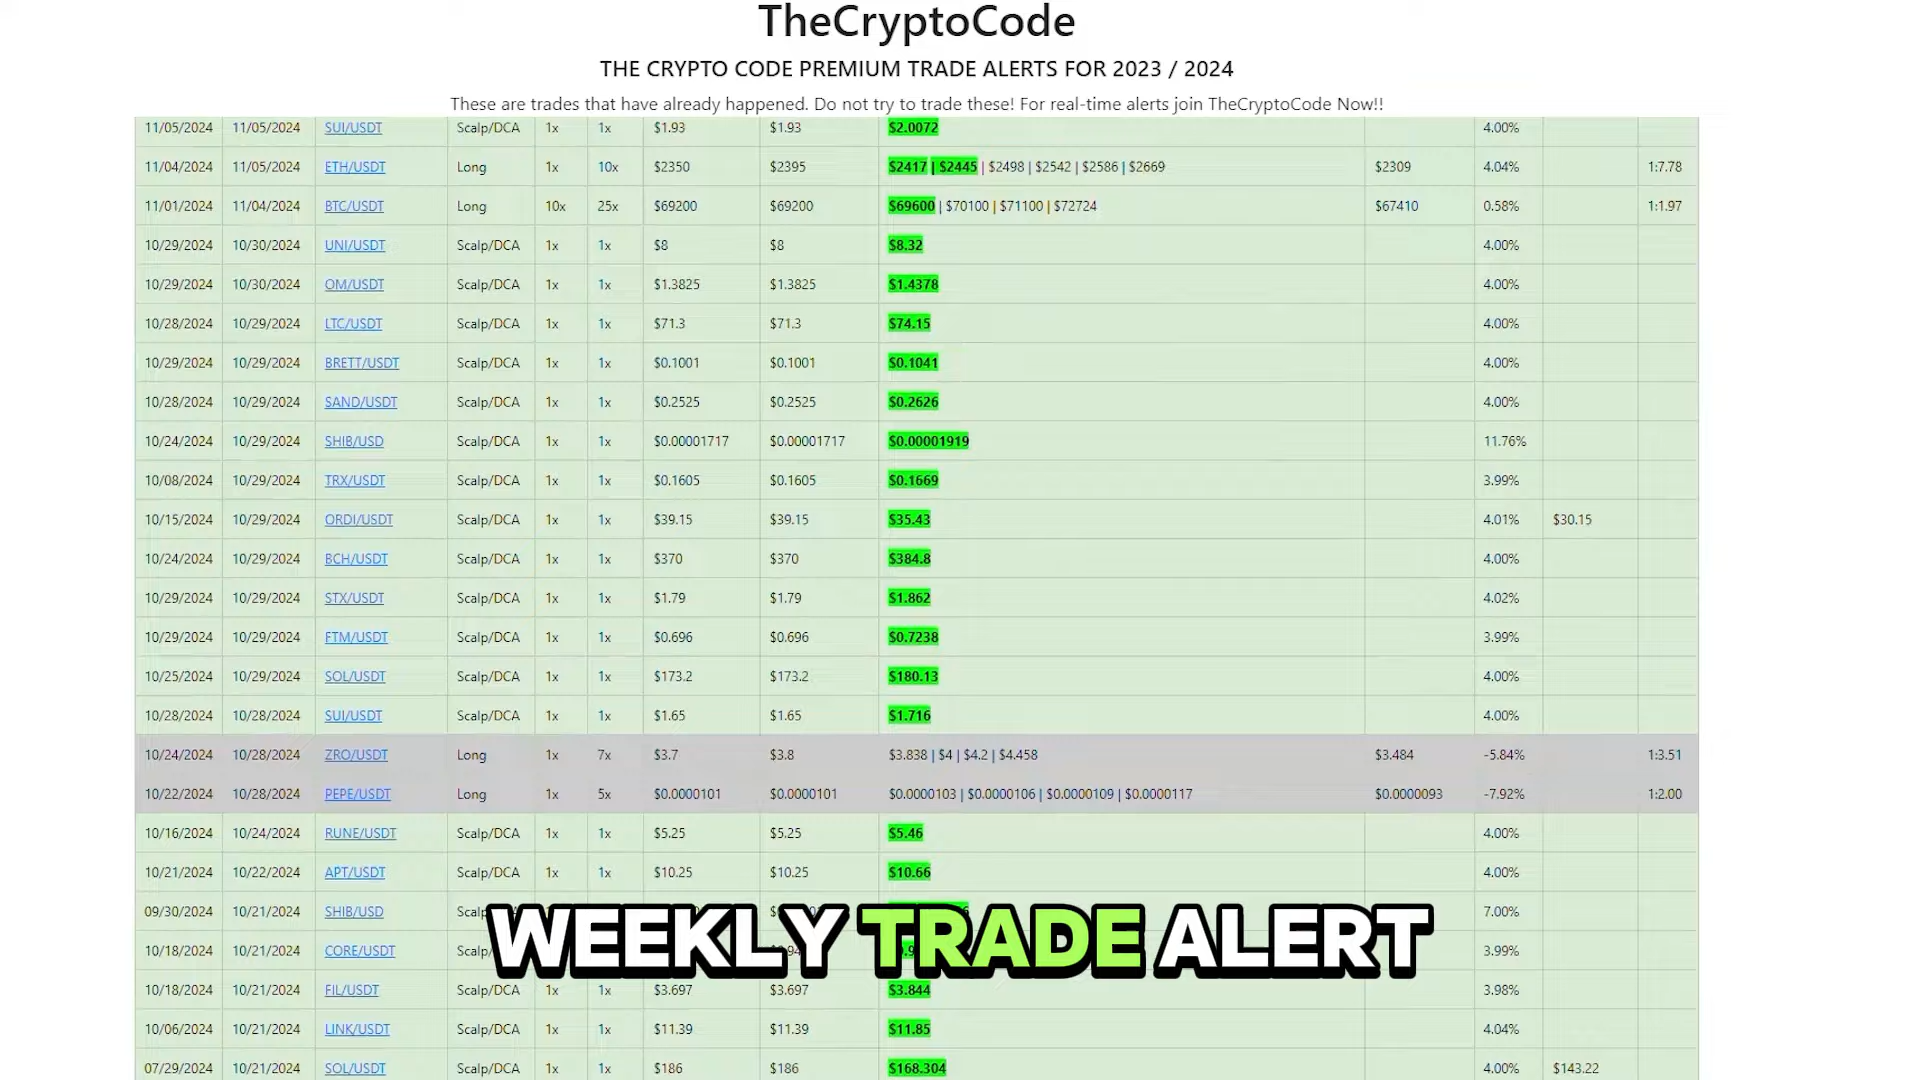 TheCryptoCode
THE CRYPTO CODE PREMIUM TRADE ALERTS FOR 2023 / 2024
These are trades that have already happened. Do not try to trade these! For real-time alerts join TheCryptoCode Now!!
11/05/2024 11/05/2024 SUI/USDT Scalp/DCA 1x 1x $1.93 $1.93 $2.0072 4.00%
11/04/2024 11/05/2024 ETH/USDT Long 1x 10x $2350 $2395 $2417 | $2445 | $2498 | $2542 | $2586 | $2669 $2309 4.04% 1:7.78
11/01/2024 11/04/2024 BTC/USDT Long 10x 25x $69200 $69200 $69600 | $70100 | $71100 | $72724 $67410 0.58% 1:1.97
10/29/2024 10/30/2024 UNI/USDT Scalp/DCA 1x 1x $8 $8 $8.32 4.00%
10/29/2024 10/30/2024 OM/USDT Scalp/DCA 1x 1x $1.3825 $1.3825 $1.4378 4.00%
10/28/2024 10/29/2024 LTC/USDT Scalp/DCA 1x 1x $71.3 $71.3 $74.15 4.00%
10/29/2024 10/29/2024 BRETT/USDT Scalp/DCA 1x 1x $0.1001 $0.1001 $0.1041 4.00%
10/28/2024 10/29/2024 SAND/USDT Scalp/DCA 1x 1x $0.2525 $0.2525 $0.2626 4.00%
10/24/2024 10/29/2024 SHIB/USD Scalp/DCA 1x 1x $0.00001717 $0.00001717 $0.00001919 11.76%
10/08/2024 10/29/2024 TRX/USDT Scalp/DCA 1x 1x $0.1605 $0.1605 $0.1669 3.99%
10/15/2024 10/29/2024 ORDI/USDT Scalp/DCA 1x 1x $39.15 $39.15 $35.43 4.01% $30.15
10/24/2024 10/29/2024 BCH/USDT Scalp/DCA 1x 1x $370 $370 $384.8 4.00%
10/29/2024 10/29/2024 STX/USDT Scalp/DCA 1x 1x $1.79 $1.79 $1.862 4.02%
10/29/2024 10/29/2024 FTM/USDT Scalp/DCA 1x 1x $0.696 $0.696 $0.7238 3.99%
10/25/2024 10/29/2024 SOL/USDT Scalp/DCA 1x 1x $173.2 $173.2 $180.13 4.00%
10/28/2024 10/28/2024 SUI/USDT Scalp/DCA 1x 1x $1.65 $1.65 $1.716 4.00%
10/24/2024 10/28/2024 ZRO/USDT Long 1x 7x $3.7 $3.8 $3.838 | $4 | $4.2 | $4.458 $3.484 -5.84% 1:3.51
10/22/2024 10/28/2024 PEPE/USDT Long 1x 5x $0.0000101 $0.0000101 $0.0000103 | $0.0000106 | $0.0000109 | $0.0000117 $0.0000093 -7.92% 1:2.00
10/16/2024 10/24/2024 RUNE/USDT Scalp/DCA 1x 1x $5.25 $5.25 $5.46 4.00%
10/21/2024 10/22/2024 APT/USDT Scalp/DCA 1x 1x $10.25 $10.25 $10.66 4.00%
09/30/2024 10/21/2024 SHIB/USD 7.00%
WEEKLY TRADE ALERT
10/18/2024 10/21/2024 CORE/USDT 3.99%
10/18/2024 10/21/2024 FIL/USDT Scalp/DCA 1x 1x $3.697 $3.697 $3.844 3.98%
10/06/2024 10/21/2024 LINK/USDT Scalp/DCA 1x 1x $11.39 $11.39 $11.85 4.04%
07/29/2024 10/21/2024 SOL/USDT Scalp/DCA 1x 1x $186 $186 $168.304 4.00% $143.22